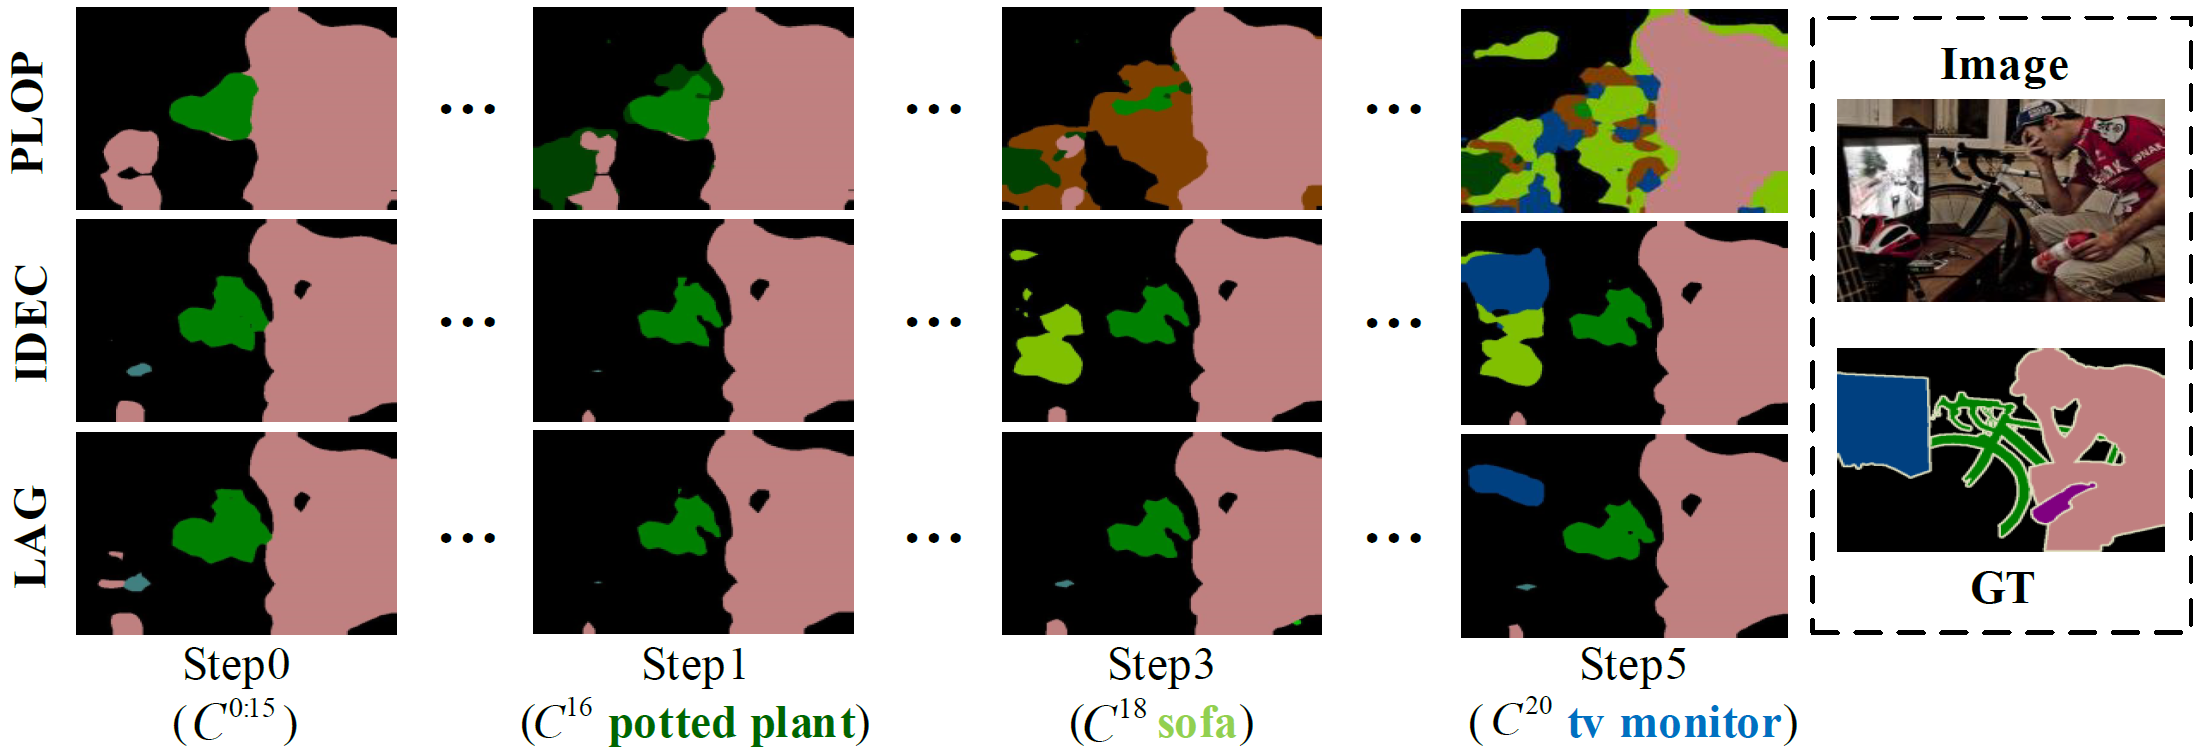 PLOP
IDEC
LAG
... ... ...
... ... ...
... ... ...
Image
GT
Step0
(C^{0:15})
Step1
(C^{16} potted plant)
Step3
(C^{18} sofa)
Step5
(C^{20} tv monitor)